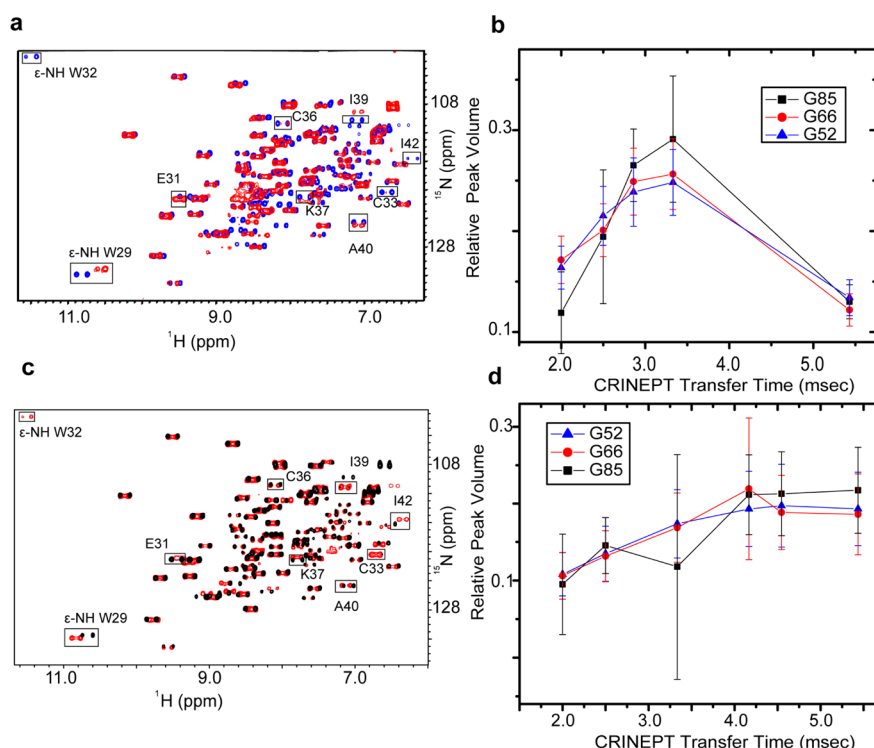 a
ε-NH W32
I39
C36
I42
E31
K37
C33
A40
ε-NH W29
108
128
15N (ppm)
11.0 9.0 7.0
1H (ppm)
b
G85
G66
G52
0.3
0.1
Relative Peak Volume
2.0 3.0 4.0 5.0
CRINEPT Transfer Time (msec)
c
ε-NH W32
I39
C36
I42
E31
K37
C33
A40
ε-NH W29
108
128
15N (ppm)
11.0 9.0 7.0
1H (ppm)
d
G52
G66
G85
0.3
0.1
Relative Peak Volume
2.0 3.0 4.0 5.0
CRINEPT Transfer Time (msec)